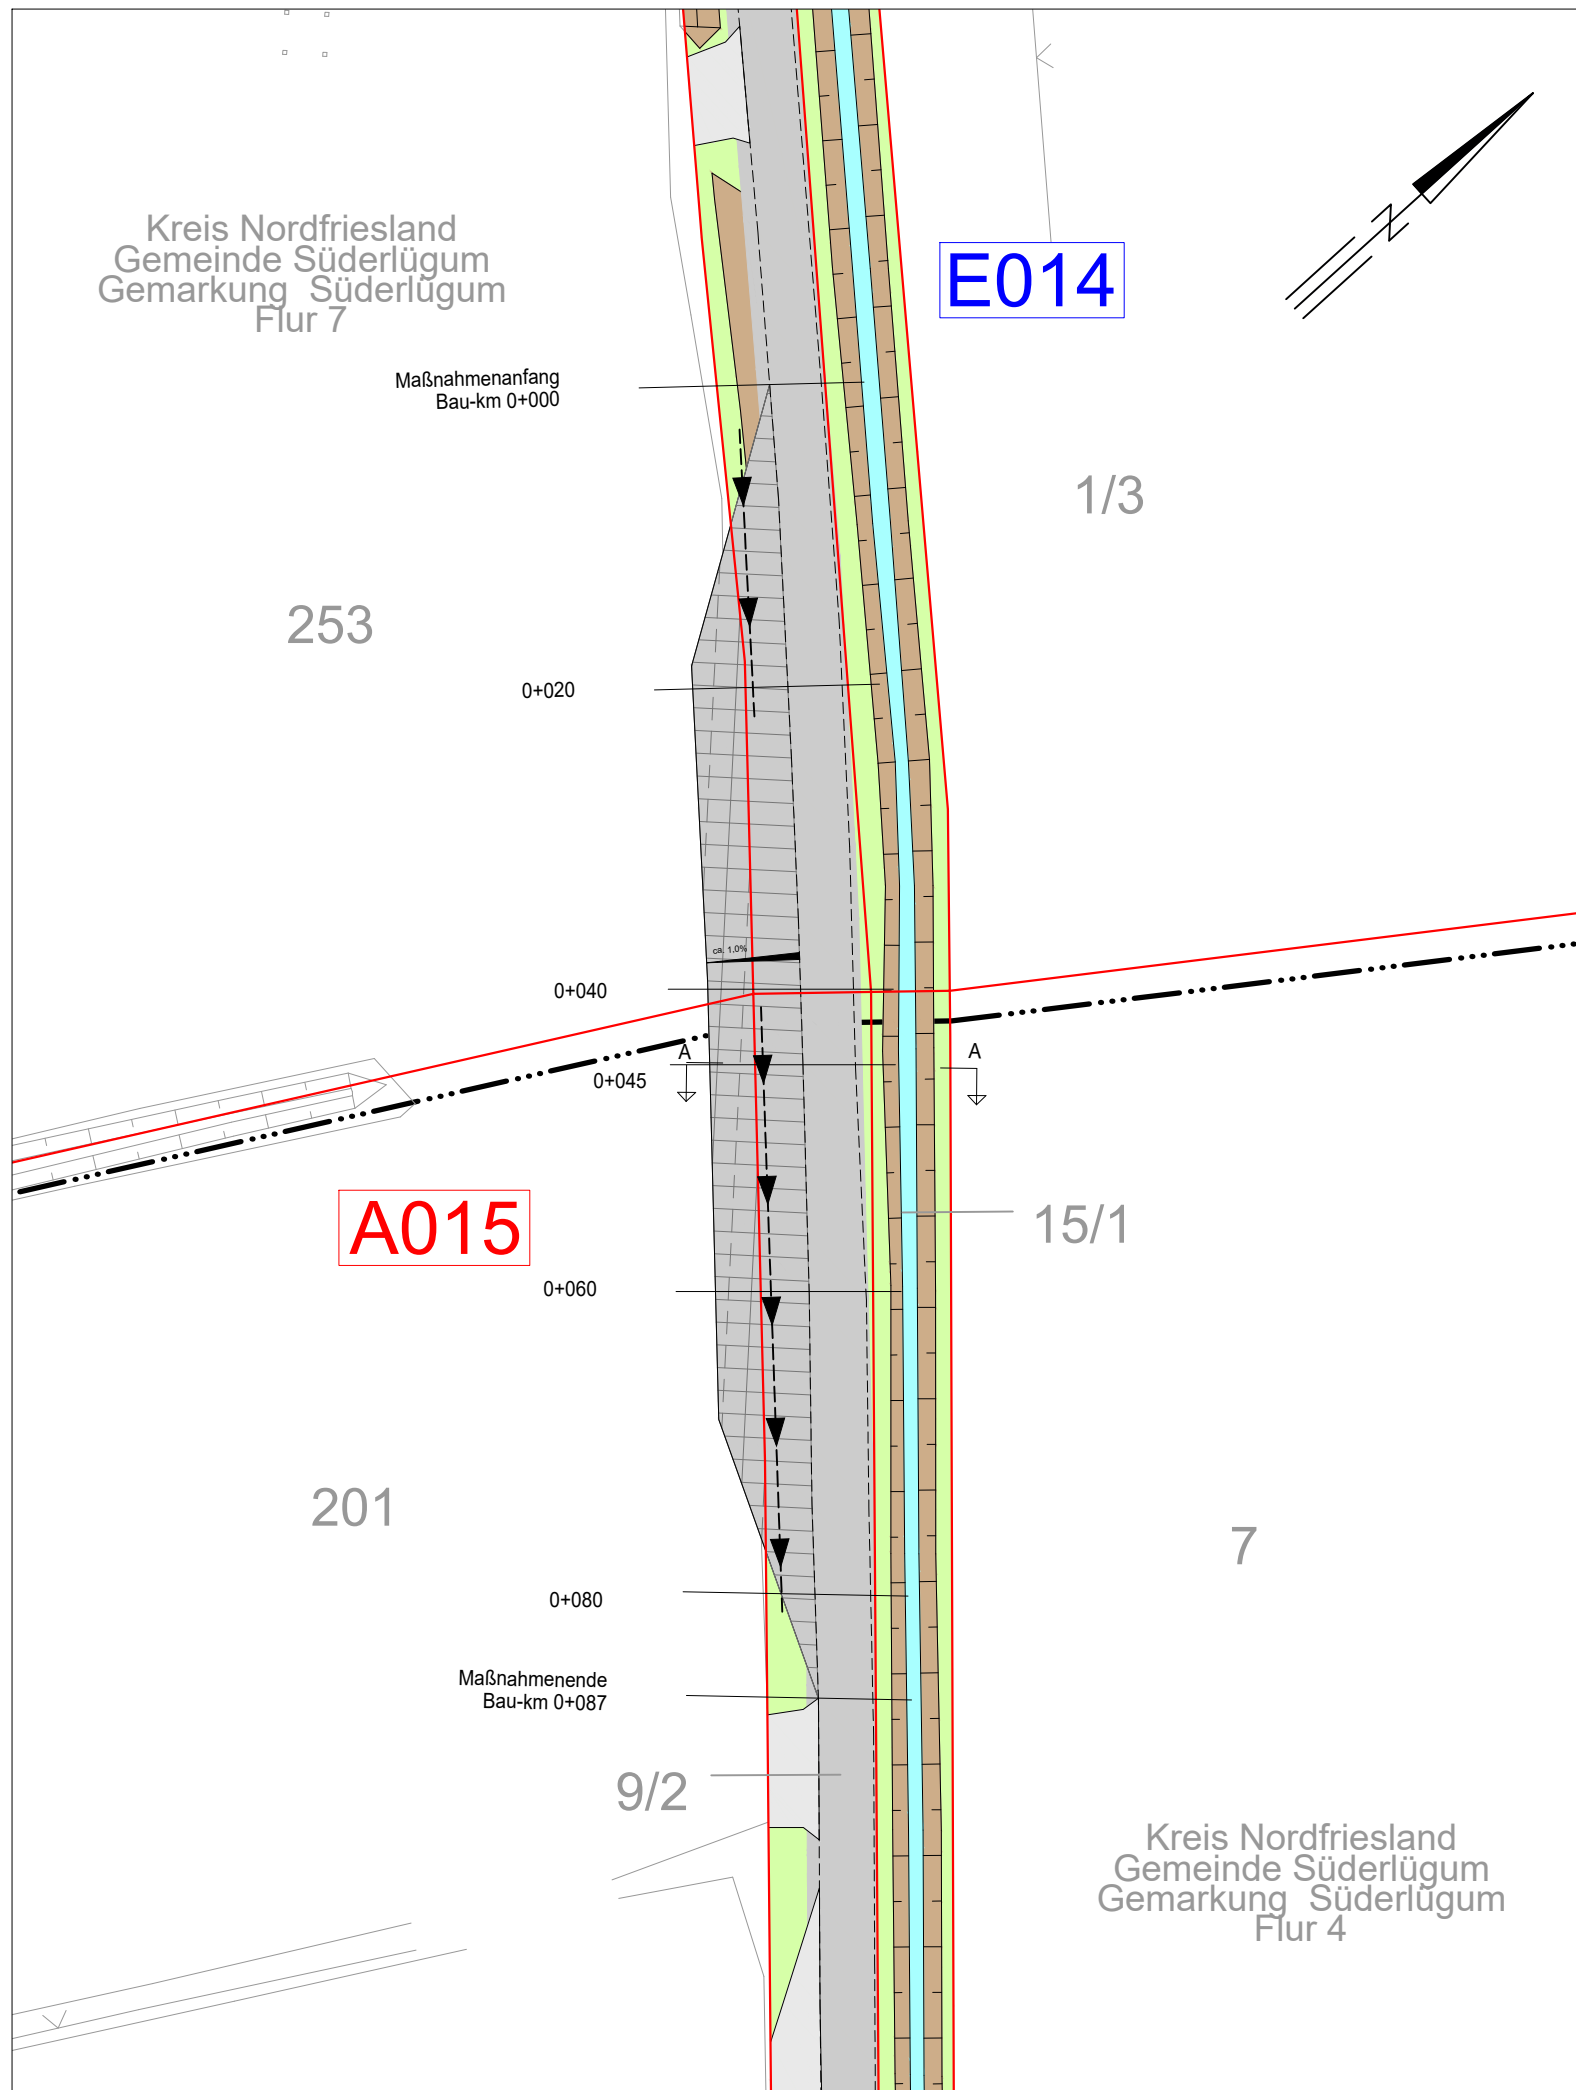 N
Kreis Nordfriesland
Gemeinde Süderlügum
Gemarkung Süderlügum
Flur 7
E014
Maßnahmenanfang
Bau-km 0+000
1/3
253
0+020
ca. 1.0%
0+040
A
A
0+045
A015
15/1
0+060
201
7
0+080
Maßnahmenende
Bau-km 0+087
9/2
Kreis Nordfriesland
Gemeinde Süderlügum
Gemarkung Süderlügum
Flur 4